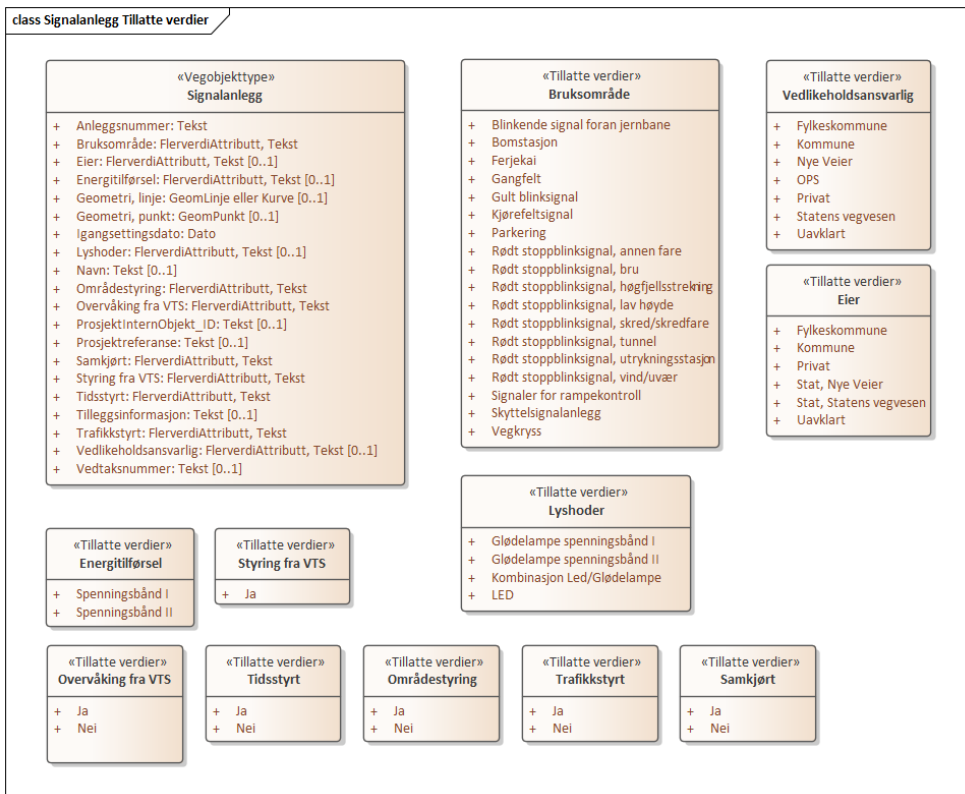 class Signalanlegg Tillatte verdier
«Vegobjekttype»
Signalanlegg
+ Anleggsnummer: Tekst
+ Bruksområde: FlerverdiAttributt, Tekst
+ Eier: FlerverdiAttributt, Tekst [0..1]
+ Energitilførsel: FlerverdiAttributt, Tekst [0..1]
+ Geometri, linje: GeomLinje eller Kurve [0..1]
+ Geometri, punkt: GeomPunkt [0..1]
+ Igangsettingsdato: Dato
+ Lyshoder: FlerverdiAttributt, Tekst [0..1]
+ Navn: Tekst [0..1]
+ Områdestyring: FlerverdiAttributt, Tekst
+ Overvåking fra VTS: FlerverdiAttributt, Tekst
+ ProsjektInternObjekt_ID: Tekst [0..1]
+ Prosjektreferanse: Tekst [0..1]
+ Samkjørt: FlerverdiAttributt, Tekst
+ Styring fra VTS: FlerverdiAttributt, Tekst
+ Tidsstyrt: FlerverdiAttributt, Tekst
+ Tilleggsinformasjon: Tekst [0..1]
+ Trafikkstyrt: FlerverdiAttributt, Tekst
+ Vedlikeholdsansvarlig: FlerverdiAttributt, Tekst [0..1]
+ Vedtaksnummer: Tekst [0..1]
«Tillatte verdier»
Bruksområde
+ Blinkende signal foran jernbane
+ Bomstasjon
+ Ferjekai
+ Gangfelt
+ Gult blinksignal
+ Kjørefeltsignal
+ Parkering
+ Rødt stoppblinksignal, annen fare
+ Rødt stoppblinksignal, bru
+ Rødt stoppblinksignal, høgfjellsstrekning
+ Rødt stoppblinksignal, lav høyde
+ Rødt stoppblinksignal, skred/skredfare
+ Rødt stoppblinksignal, tunnel
+ Rødt stoppblinksignal, utrykningsstasjon
+ Rødt stoppblinksignal, vind/uvær
+ Signaler for rampekontroll
+ Skyttelsignalanlegg
+ Vegkryss
«Tillatte verdier»
Vedlikeholdsansvarlig
+ Fylkeskommune
+ Kommune
+ Nye Veier
+ OPS
+ Privat
+ Statens vegvesen
+ Uavklart
«Tillatte verdier»
Eier
+ Fylkeskommune
+ Kommune
+ Privat
+ Stat, Nye Veier
+ Stat, Statens vegvesen
+ Uavklart
«Tillatte verdier»
Lyshoder
+ Glødelampe spenningsbånd I
+ Glødelampe spenningsbånd II
+ Kombinasjon Led/Glødelampe
+ LED
«Tillatte verdier»
Energitilførsel
+ Spenningsbånd I
+ Spenningsbånd II
«Tillatte verdier»
Styring fra VTS
+ Ja
«Tillatte verdier»
Overvåking fra VTS
+ Ja
+ Nei
«Tillatte verdier»
Tidsstyrt
+ Ja
+ Nei
«Tillatte verdier»
Områdestyring
+ Ja
+ Nei
«Tillatte verdier»
Trafikkstyrt
+ Ja
+ Nei
«Tillatte verdier»
Samkjørt
+ Ja
+ Nei